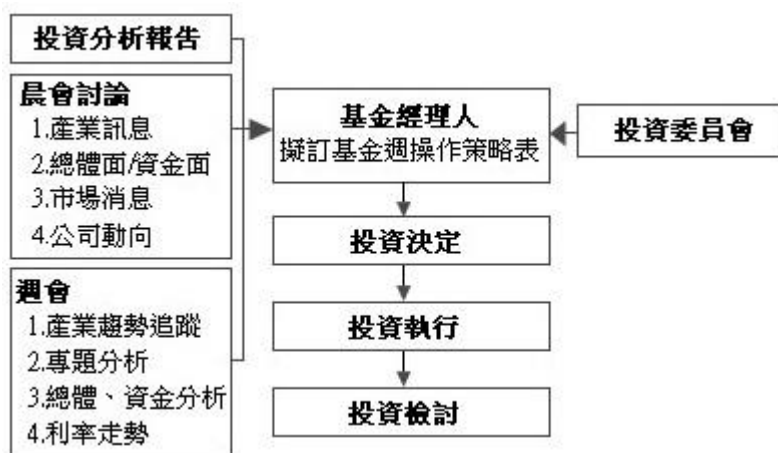 投資分析報告
晨會討論
1.產業訊息
2.總體面/資金面
3.市場消息
4.公司動向
週會
1.產業趨勢追蹤
2.專題分析
3.總體、資金分析
4.利率走勢
基金經理人
擬訂基金週操作策略表
投資委員會
投資決定
投資執行
投資檢討